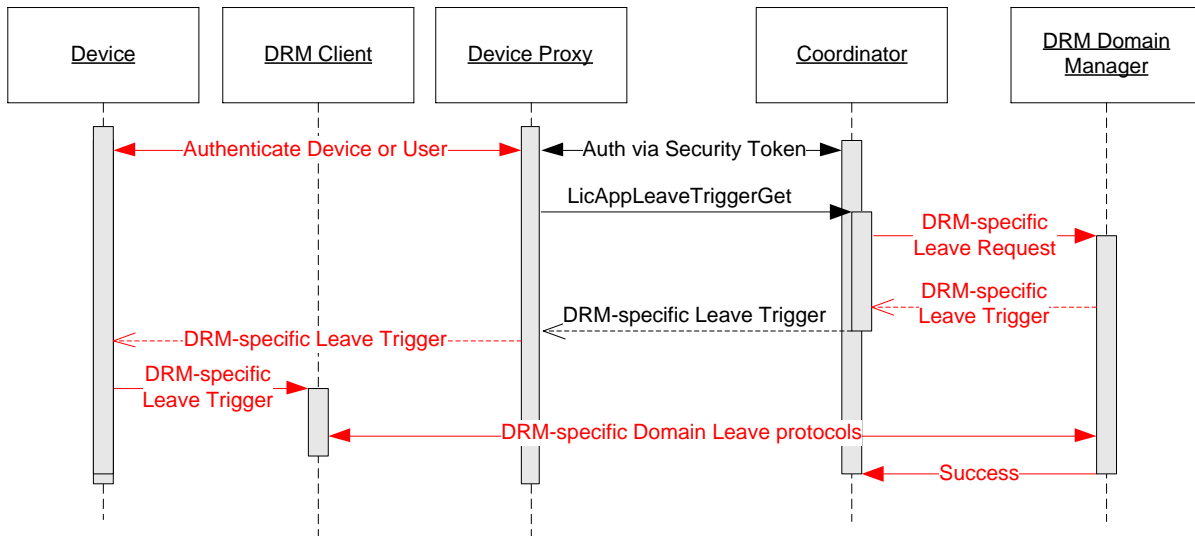 Device
DRM Client
Device Proxy
Coordinator
DRM Domain
Manager
Authenticate Device or User
Auth via Security Token
LicAppLeaveTriggerGet
DRM-specific
Leave Request
DRM-specific
Leave Trigger
DRM-specific Leave Trigger
DRM-specific Leave Trigger
DRM-specific
Leave Trigger
DRM-specific Domain Leave protocols
Success